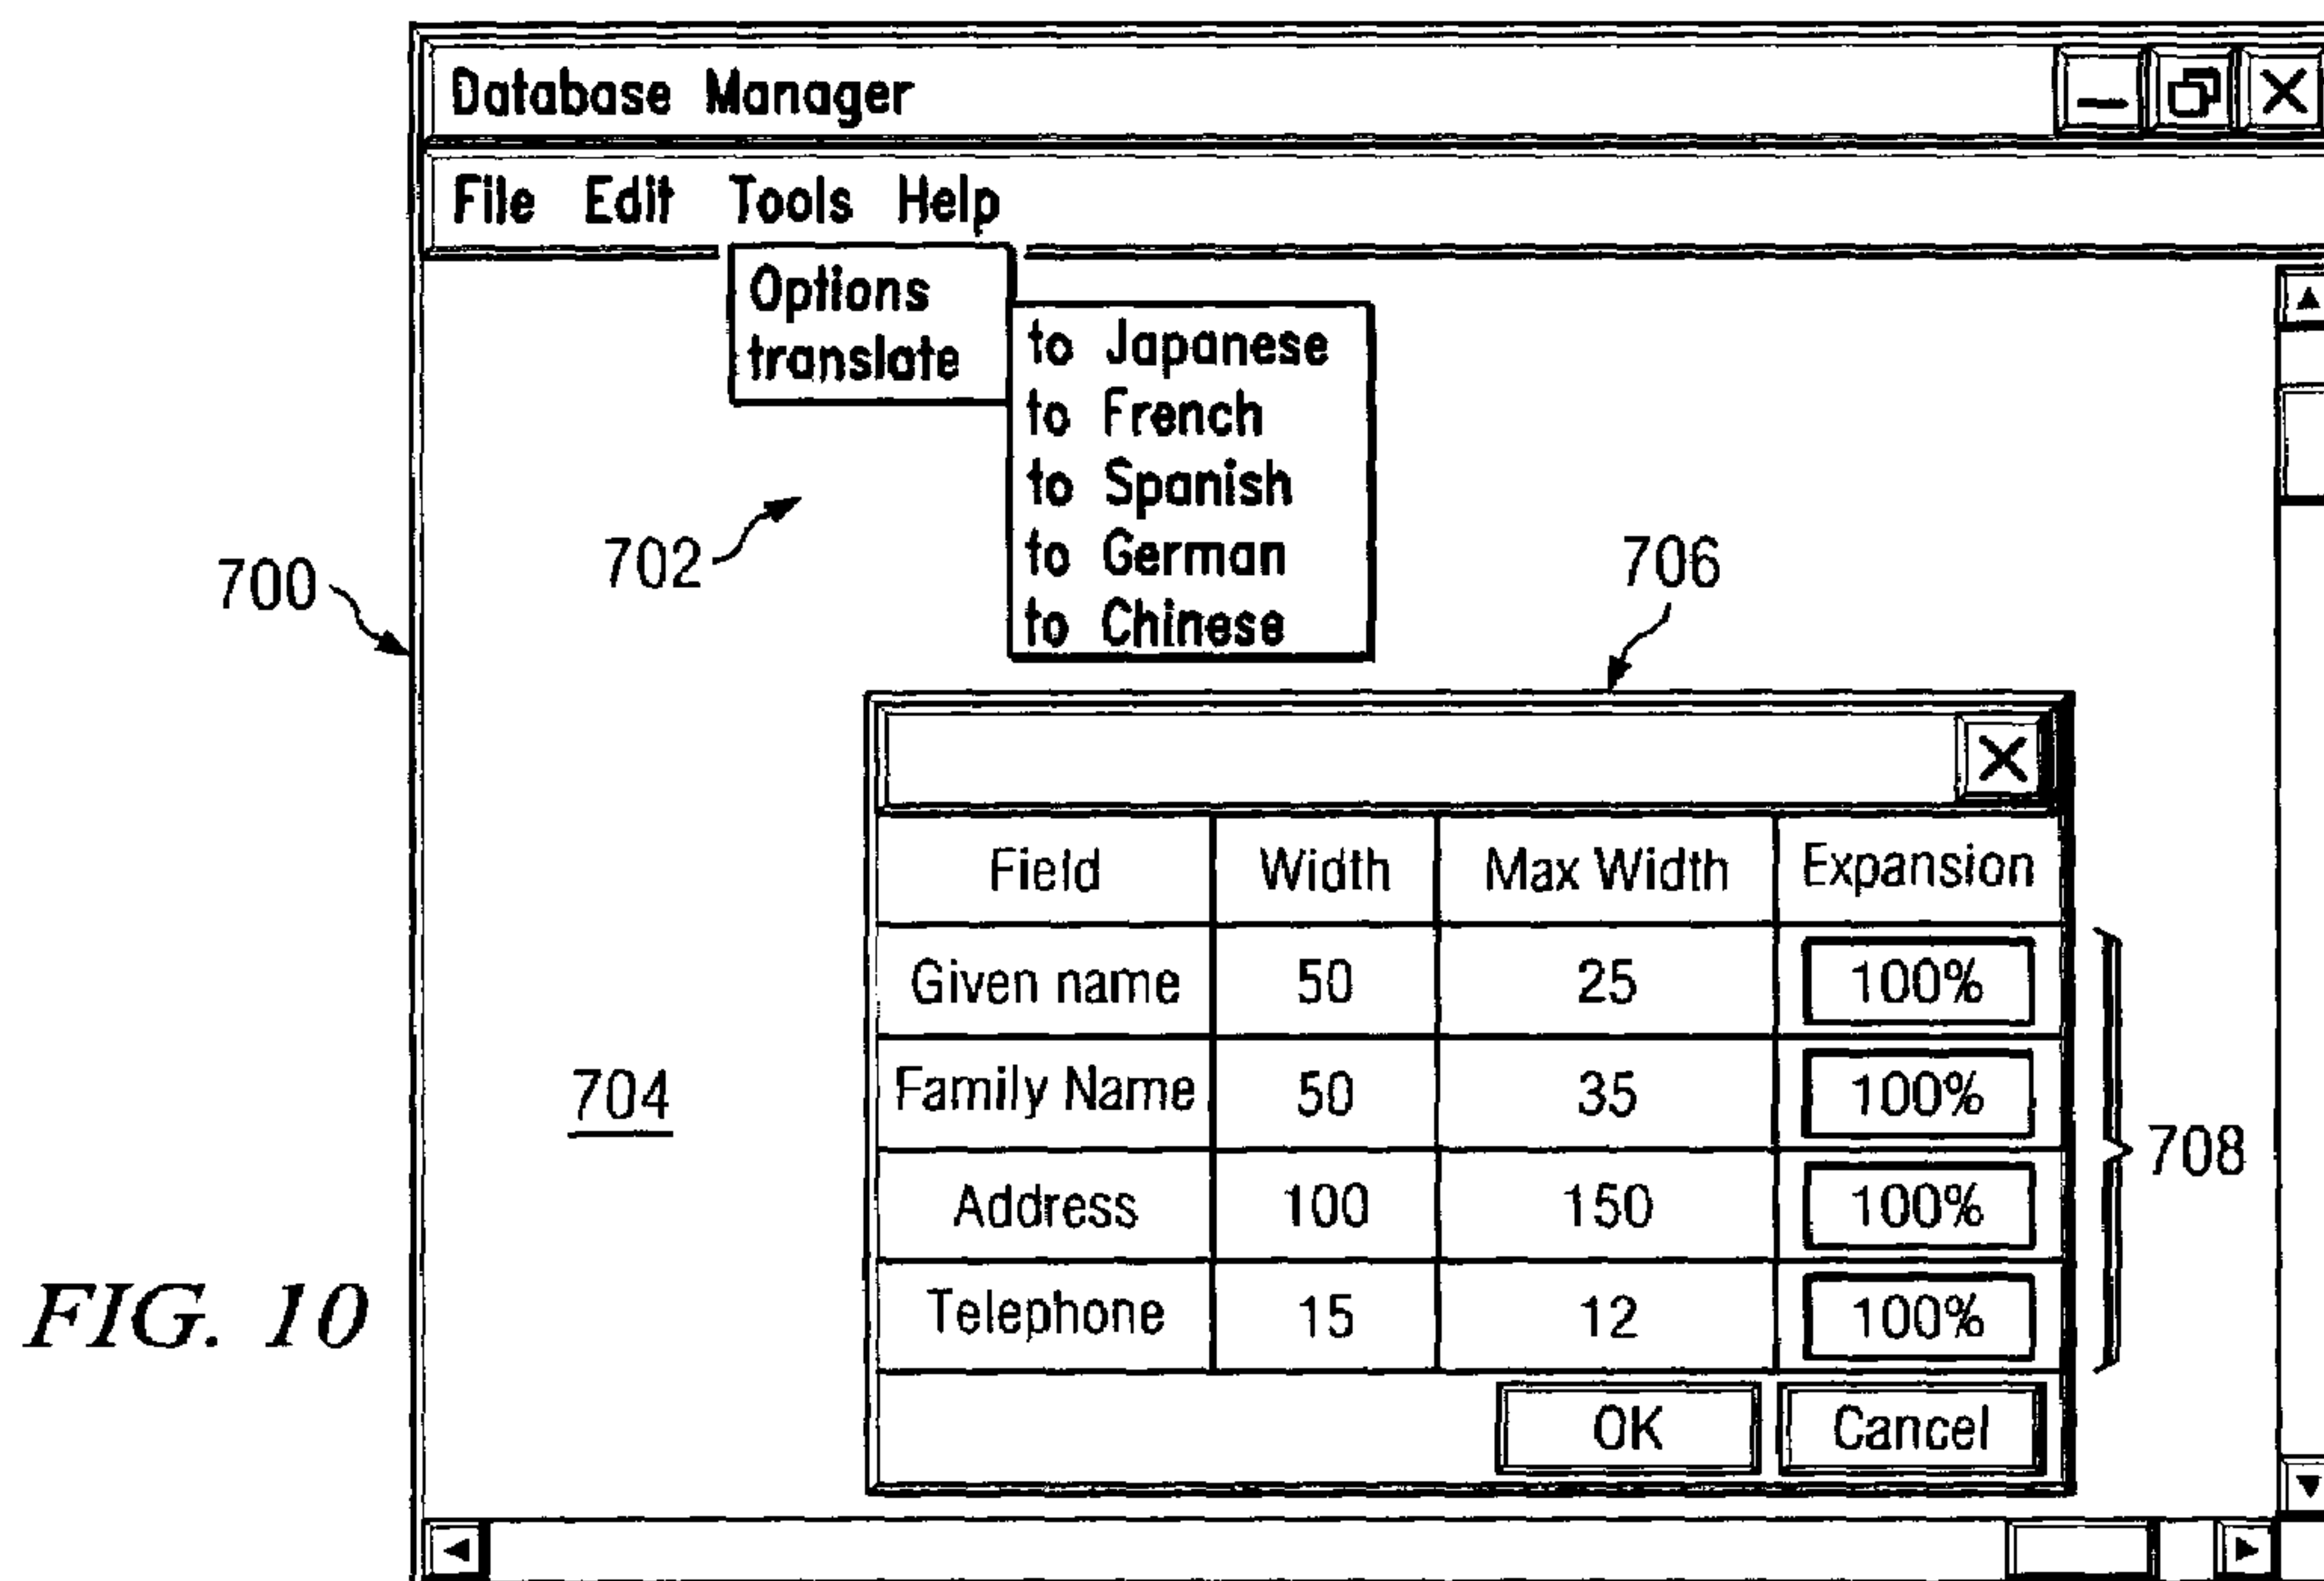 Database Manager
File Edit Tools Help
Options
translate
to Japanese
to French
to Spanish
to German
to Chinese
700
702
706
Field Width Max Width Expansion
Given name 50 25 100%
Family Name 50 35 100%
Address 100 150 100%
Telephone 15 12 100%
OK Cancel
704
708
FIG. 10